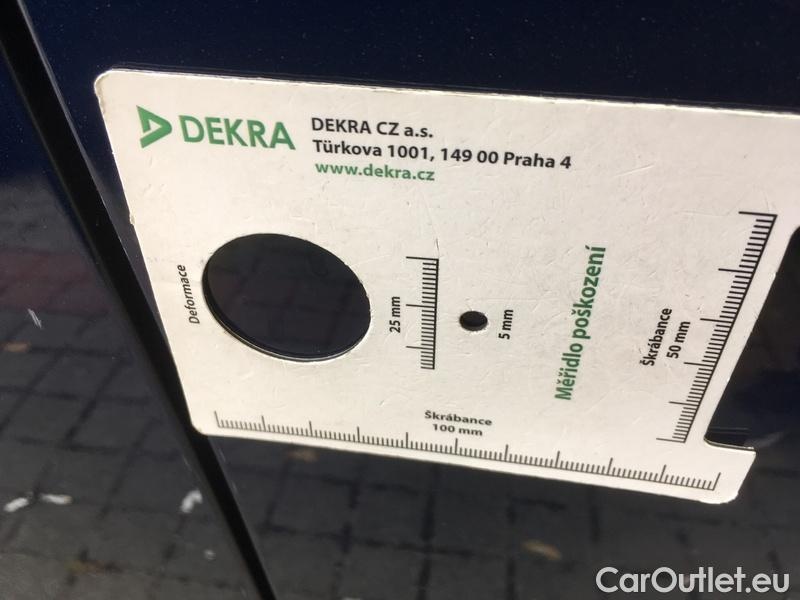 DEKRA
DEKRA CZ a.s.
Türkova 1001, 149 00 Praha 4
www.dekra.cz
Deformace
25 mm
5 mm
Měřidlo poškození
Škrábance
50 mm
Škrábance
100 mm
CarOutlet.eu